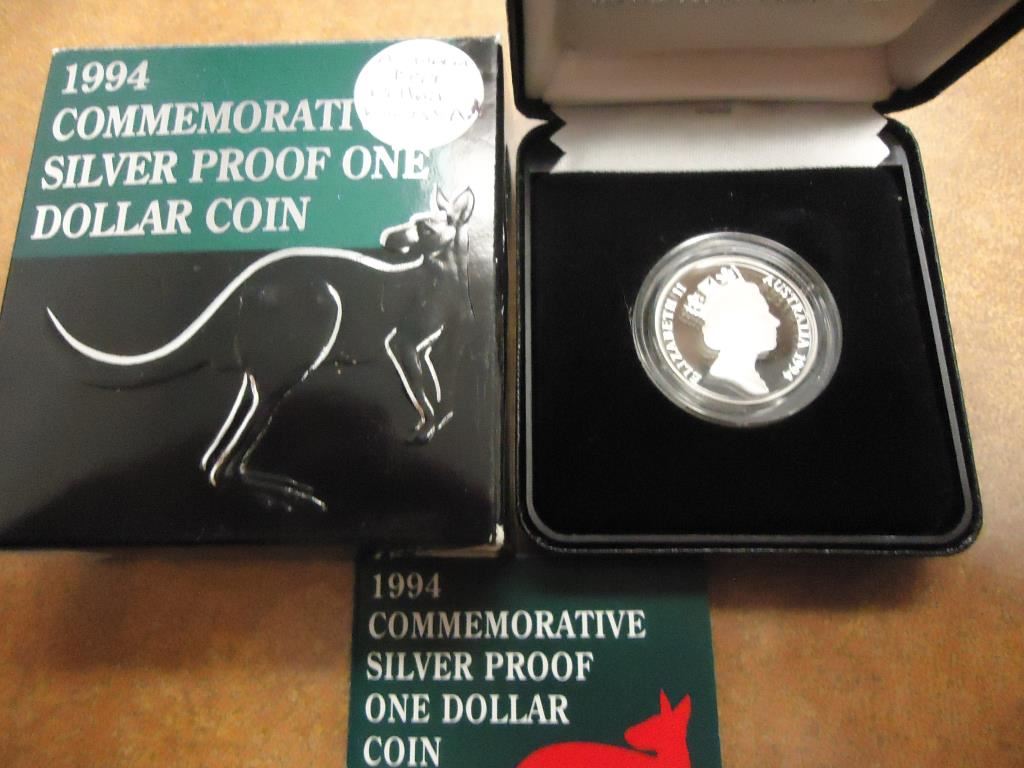 1994
COMMEMORATI
SILVER PROOF ONE
DOLLAR COIN
ELIZABETH II
AUSTRALIA 1994
1994
COMMEMORATIVE
SILVER PROOF
ONE DOLLAR
COIN